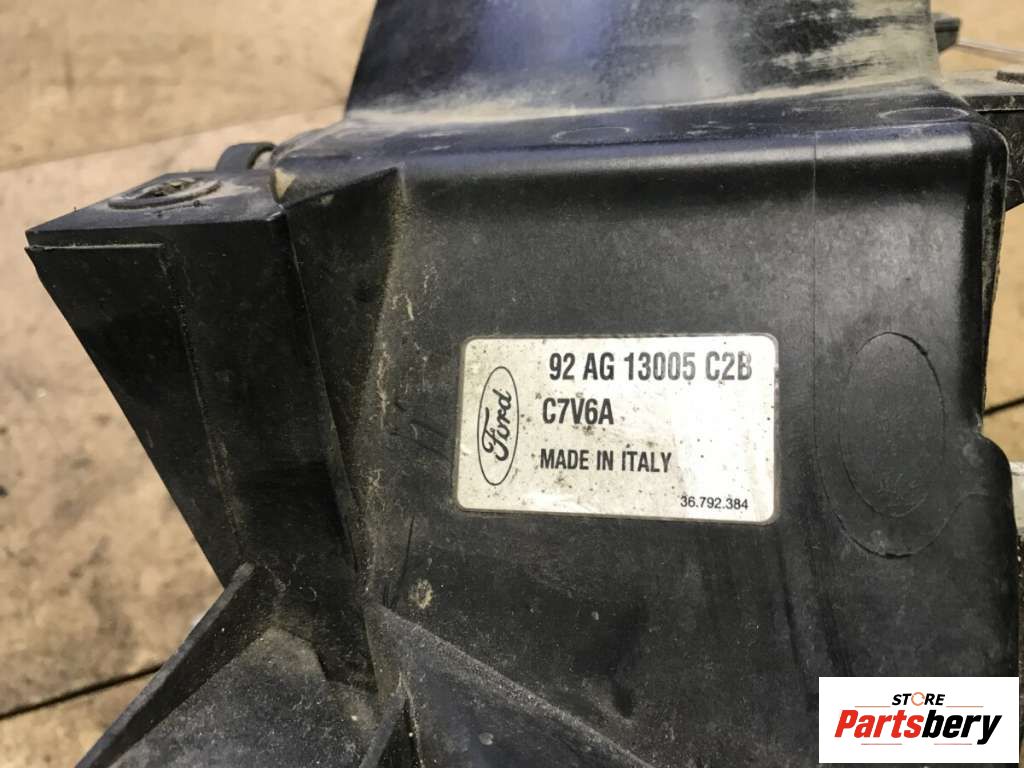 92 AG 13005 C2B
Ford
C7V6A
MADE IN ITALY
36.792.384
STORE
Partsbery